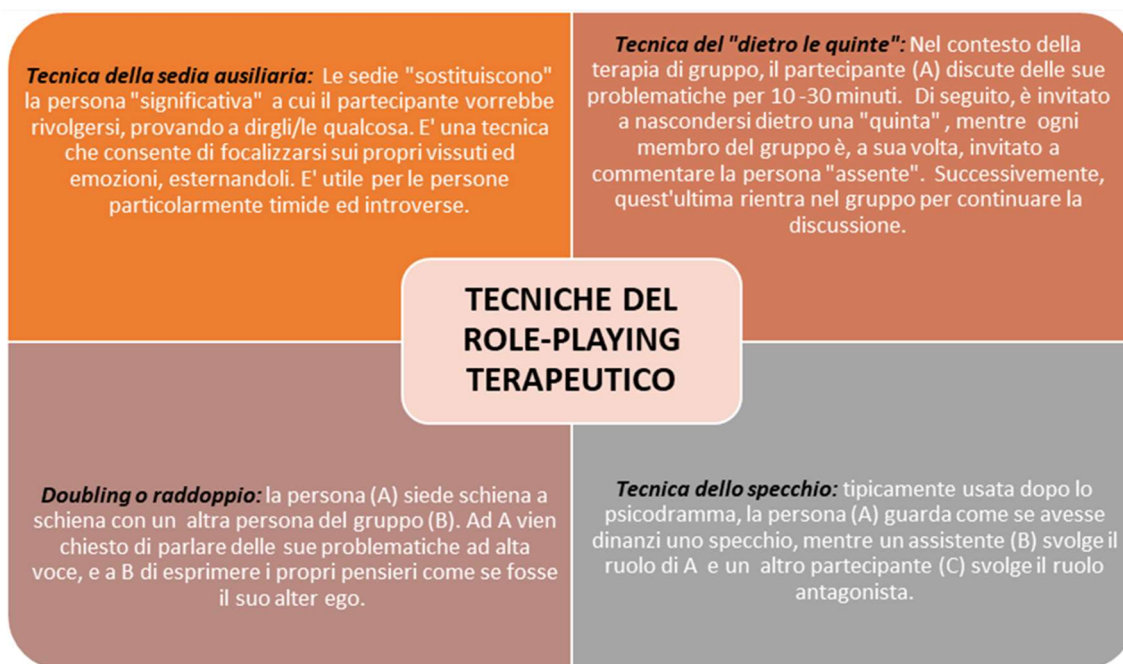 Tecnica della sedia ausiliaria: Le sedie "sostituiscono"
la persona "significativa" a cui il partecipante vorrebbe
rivolgersi, provando a dirgli/le qualcosa. E' una tecnica
che consente di focalizzarsi sui propri vissuti ed
emozioni, esternandoli. E' utile per le persone
particolarmente timide ed introverse.
Tecnica del "dietro le quinte": Nel contesto della
terapia di gruppo, il partecipante (A) discute delle sue
problematiche per 10 -30 minuti. Di seguito, è invitato
a nascondersi dietro una "quinta" , mentre ogni
membro del gruppo è, a sua volta, invitato a
commentare la persona "assente". Successivamente,
quest'ultima rientra nel gruppo per continuare la
discussione.
TECNICHE DEL
ROLE-PLAYING
TERAPEUTICO
Doubling o raddoppio: la persona (A) siede schiena a
schiena con un altra persona del gruppo (B). Ad A vien
chiesto di parlare delle sue problematiche ad alta
voce, e a B di esprimere i propri pensieri come se fosse
il suo alter ego.
Tecnica dello specchio: tipicamente usata dopo lo
psicodramma, la persona (A) guarda come se avesse
dinanzi uno specchio, mentre un assistente (B) svolge il
ruolo di A e un altro partecipante (C) svolge il ruolo
antagonista.